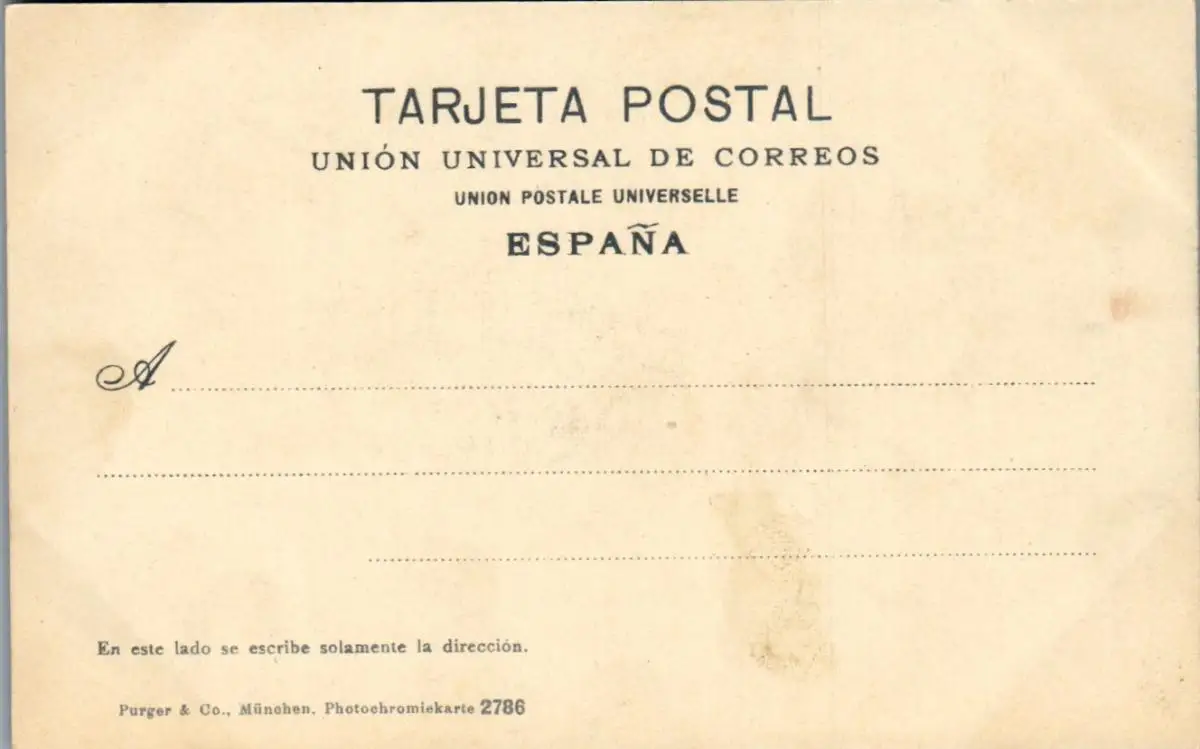 TARJETA POSTAL
UNIÓN UNIVERSAL DE CORREOS
UNION POSTALE UNIVERSELLE
ESPAÑA
A
En este lado se escribe solamente la dirección.
Purger & Co., München. Photochromiekarte 2786